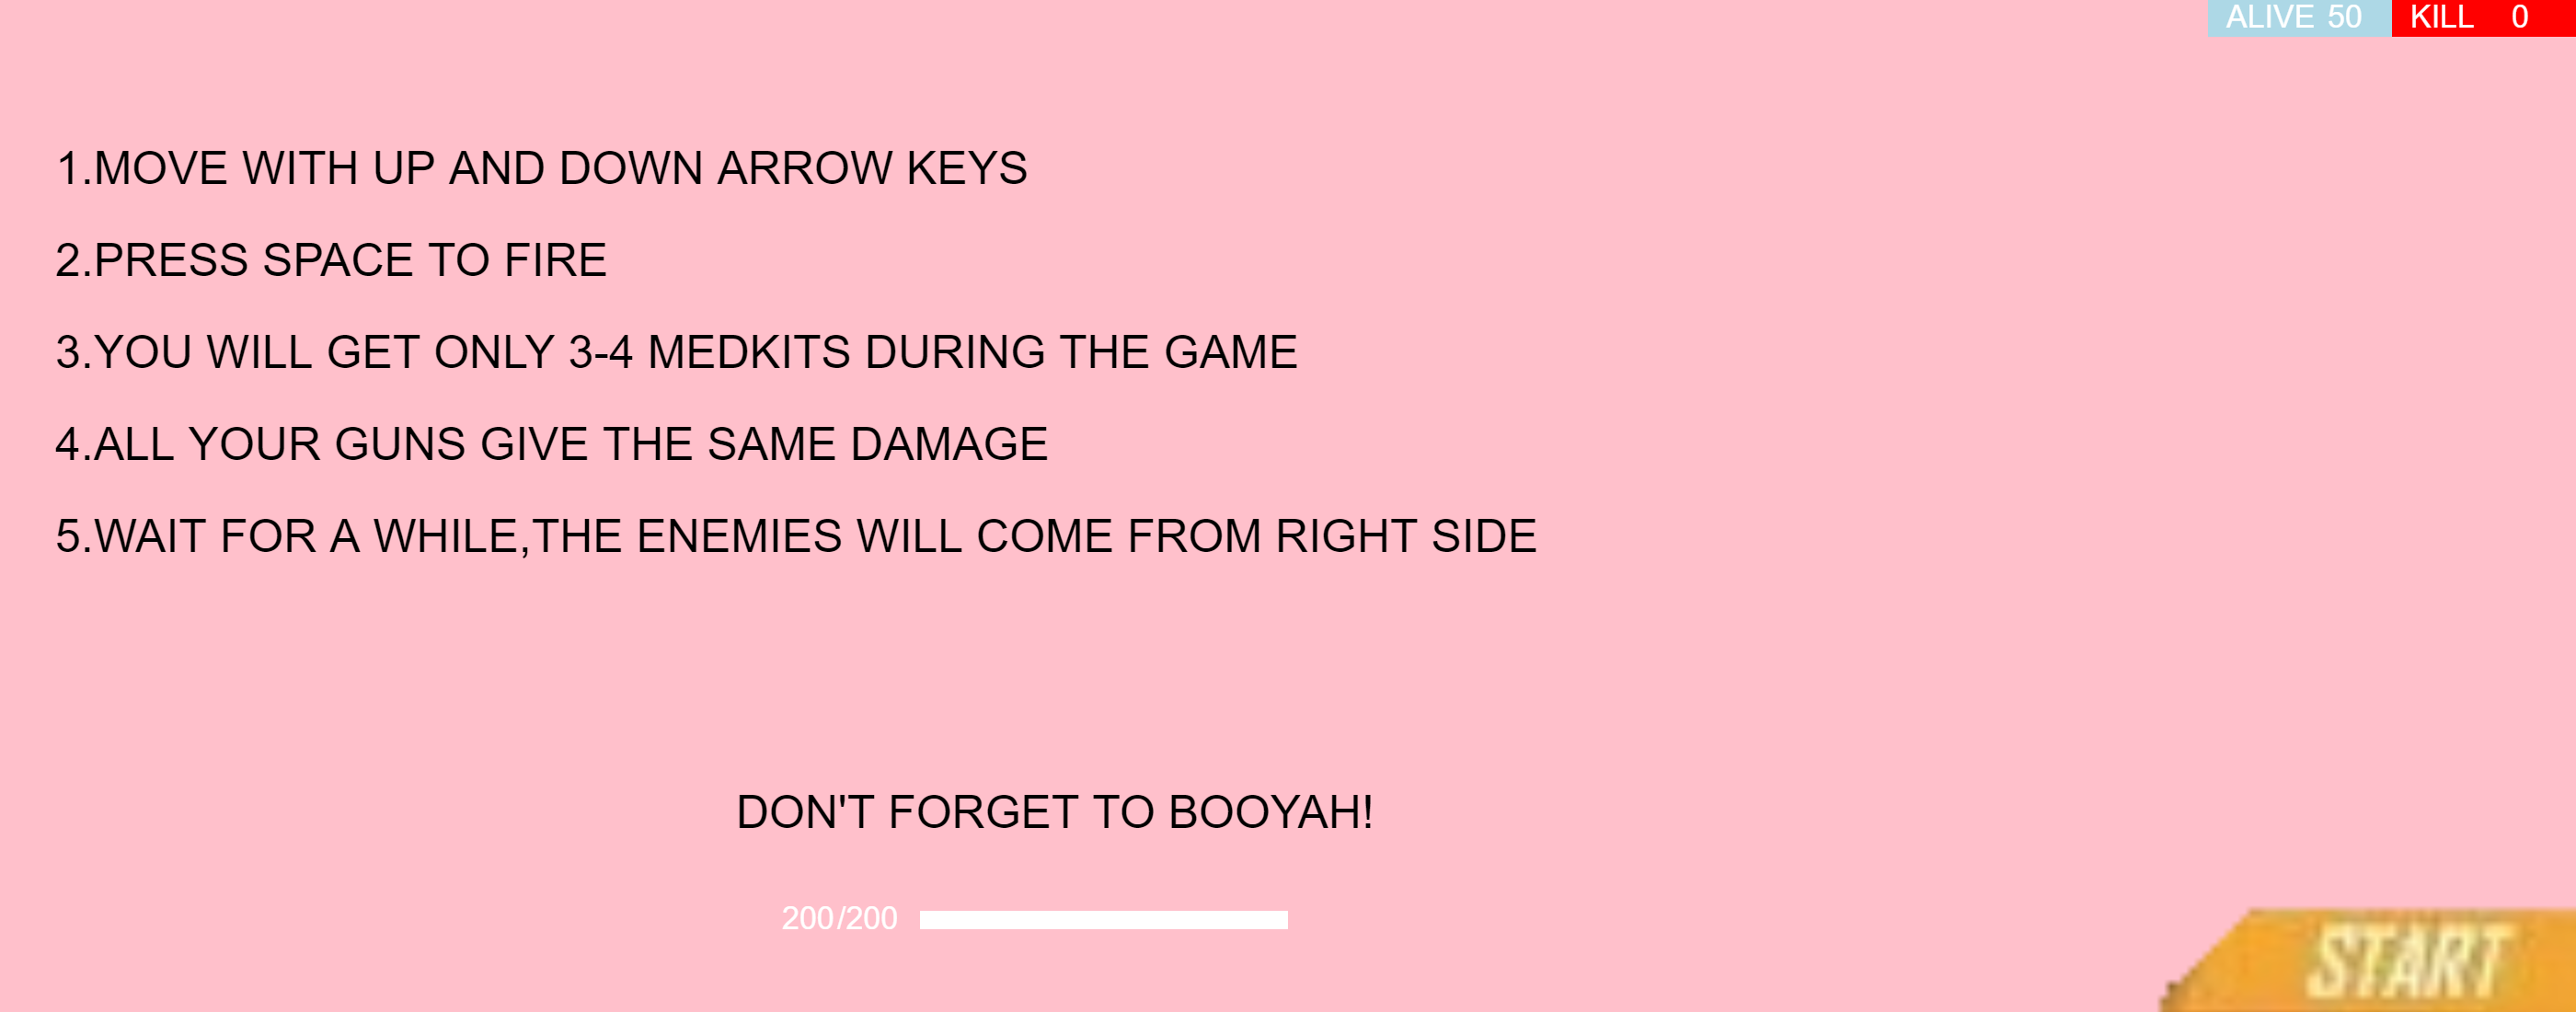 ALIVE 50 KILL 0
1.MOVE WITH UP AND DOWN ARROW KEYS
2.PRESS SPACE TO FIRE
3.YOU WILL GET ONLY 3-4 MEDKITS DURING THE GAME
4.ALL YOUR GUNS GIVE THE SAME DAMAGE
5.WAIT FOR A WHILE,THE ENEMIES WILL COME FROM RIGHT SIDE
DON'T FORGET TO BOOYAH!
200/200
START